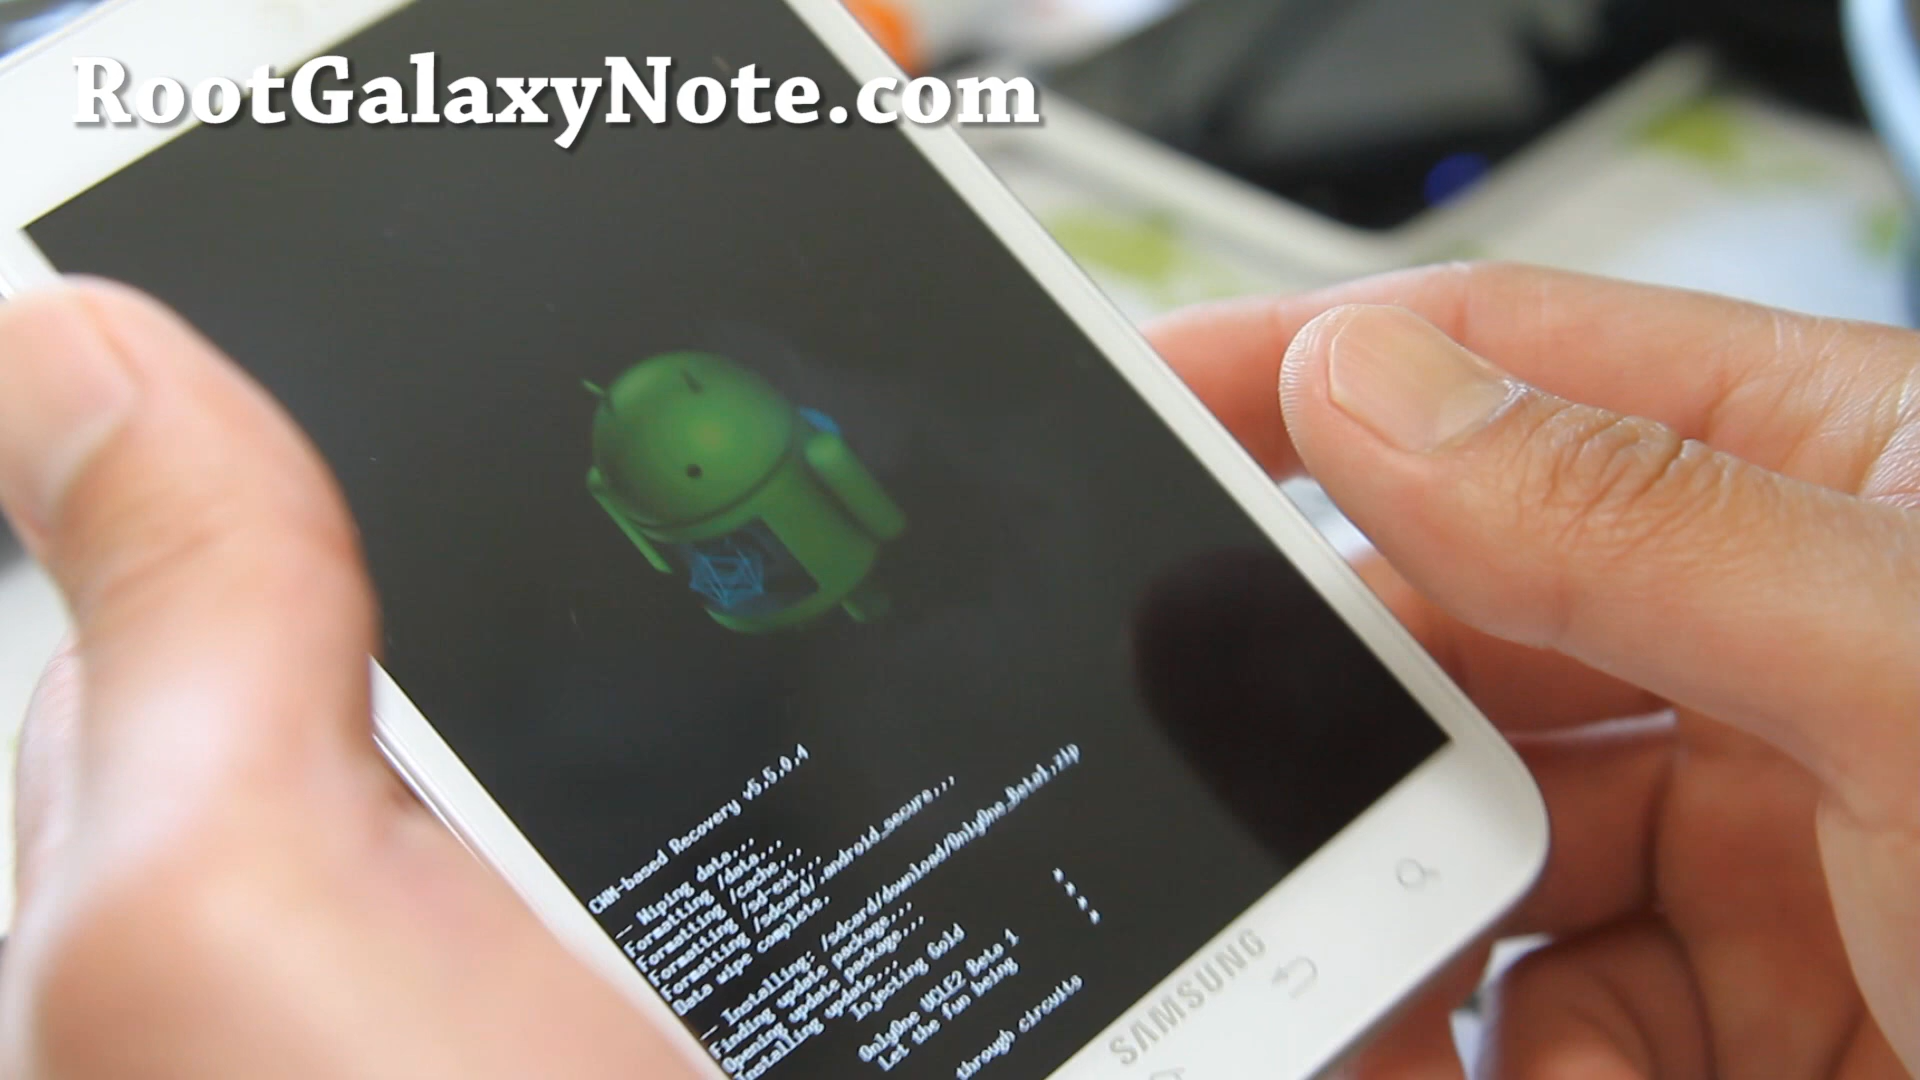 RootGalaxyNote.com
CWM-based Recovery v5.5.0.4
-- Wiping data...
Formatting /data...
Formatting /cache...
Formatting /sd-ext...
Formatting /sdcard/.android_secure...
Data wipe complete.
-- Installing: /sdcard/download/OnlyOne_Beta1.zip
Finding update package...
Opening update package...
Installing update...
Injecting Gold
OnlyOne UCLE2 Beta 1
Let the fun being
through circuits
SAMSUNG